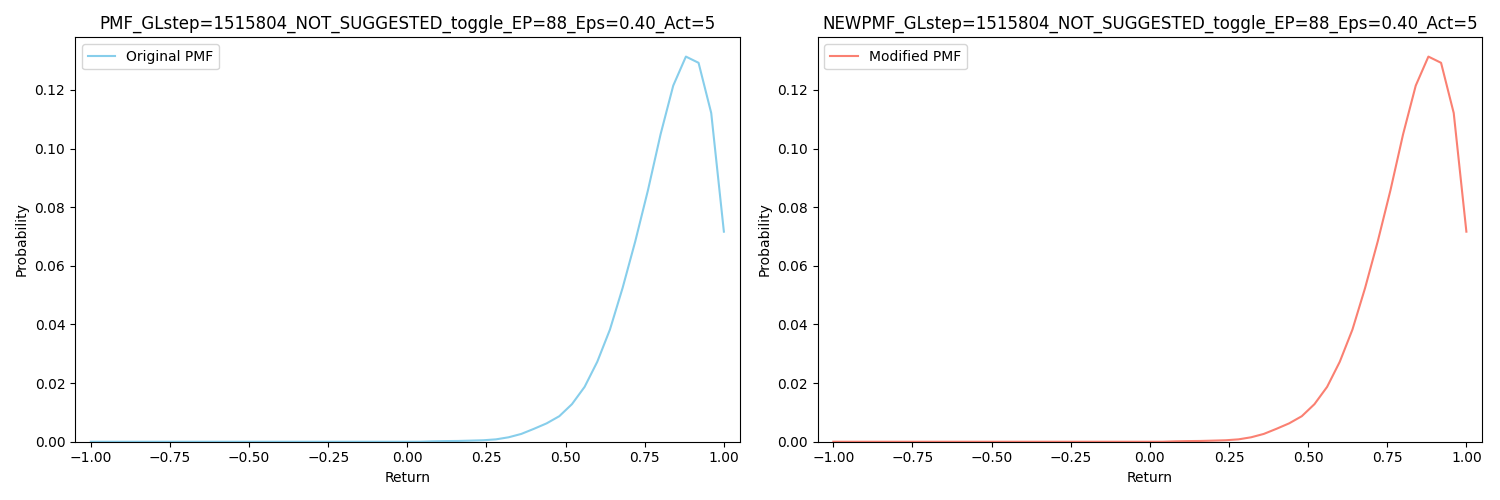 PMF_GLstep=1515804_NOT_SUGGESTED_toggle_EP=88_Eps=0.40_Act=5
Original PMF
Probability
0.12
0.10
0.08
0.06
0.04
0.02
0.00
−1.00 −0.75 −0.50 −0.25 0.00 0.25 0.50 0.75 1.00
Return
NEWPMF_GLstep=1515804_NOT_SUGGESTED_toggle_EP=88_Eps=0.40_Act=5
Modified PMF
Probability
0.12
0.10
0.08
0.06
0.04
0.02
0.00
−1.00 −0.75 −0.50 −0.25 0.00 0.25 0.50 0.75 1.00
Return